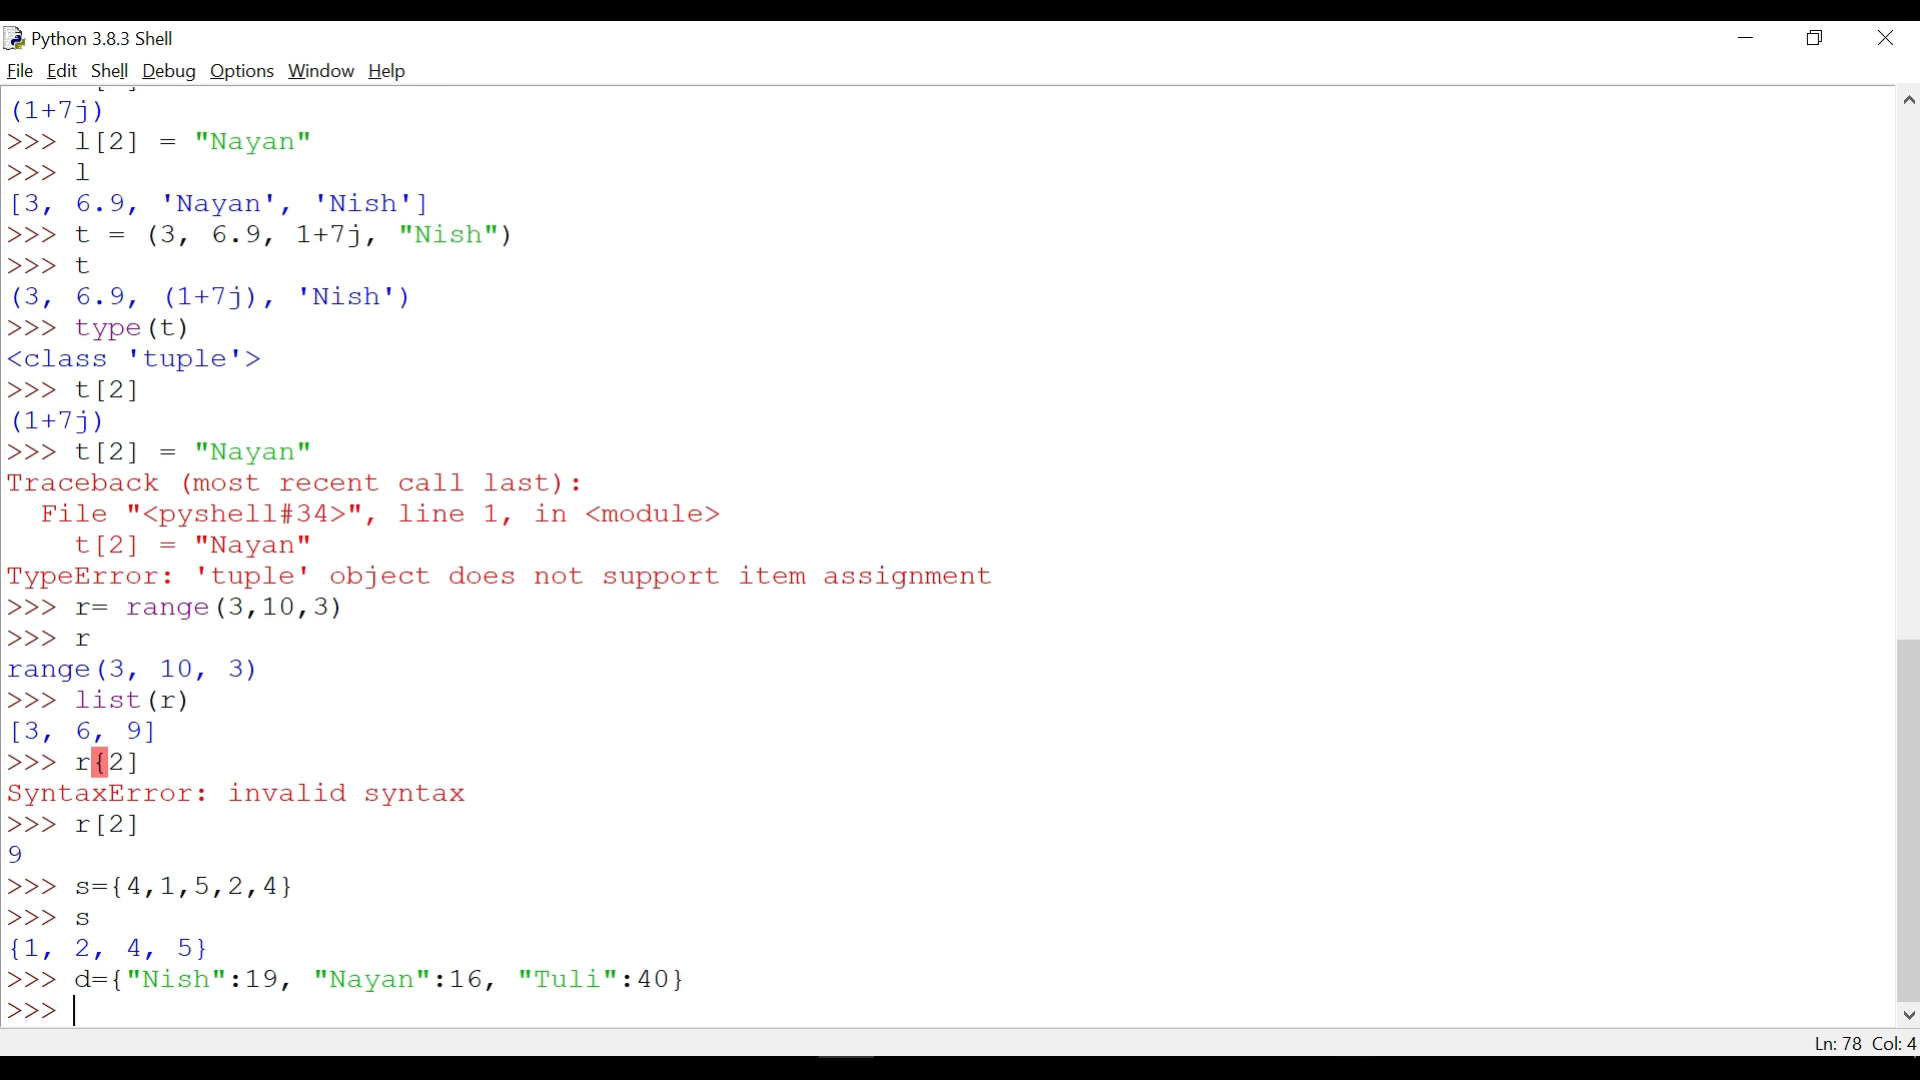 Python 3.8.3 Shell
File Edit Shell Debug Options Window Help
(1+7j)
>>> l[2] = "Nayan"
>>> l
[3, 6.9, 'Nayan', 'Nish']
>>> t = (3, 6.9, 1+7j, "Nish")
>>> t
(3, 6.9, (1+7j), 'Nish')
>>> type(t)
<class 'tuple'>
>>> t[2]
(1+7j)
>>> t[2] = "Nayan"
Traceback (most recent call last):
  File "<pyshell#34>", line 1, in <module>
    t[2] = "Nayan"
TypeError: 'tuple' object does not support item assignment
>>> r= range(3,10,3)
>>> r
range(3, 10, 3)
>>> list(r)
[3, 6, 9]
>>> r{2]
SyntaxError: invalid syntax
>>> r[2]
9
>>> s={4,1,5,2,4}
>>> s
{1, 2, 4, 5}
>>> d={"Nish":19, "Nayan":16, "Tuli":40}
>>>
Ln: 78 Col: 4